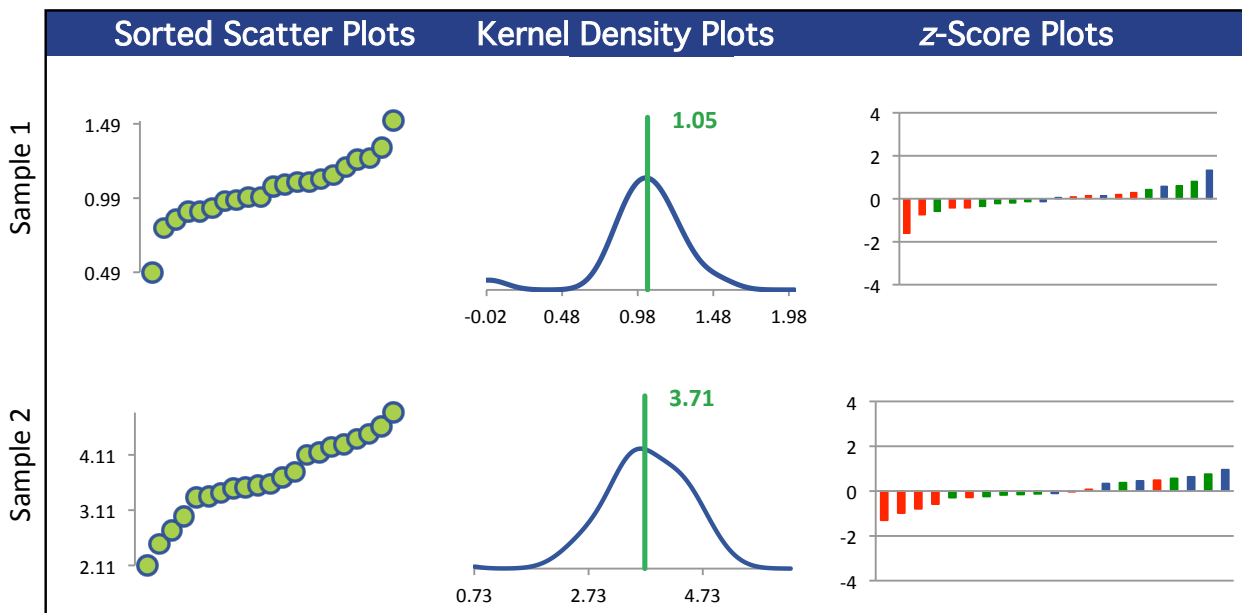 Sorted Scatter Plots
Kernel Density Plots
z-Score Plots
Sample 1
1.49
0.99
0.49
1.05
-0.02 0.48 0.98 1.48 1.98
4
2
0
-2
-4
Sample 2
4.11
3.11
2.11
3.71
0.73 2.73 4.73
4
2
0
-2
-4